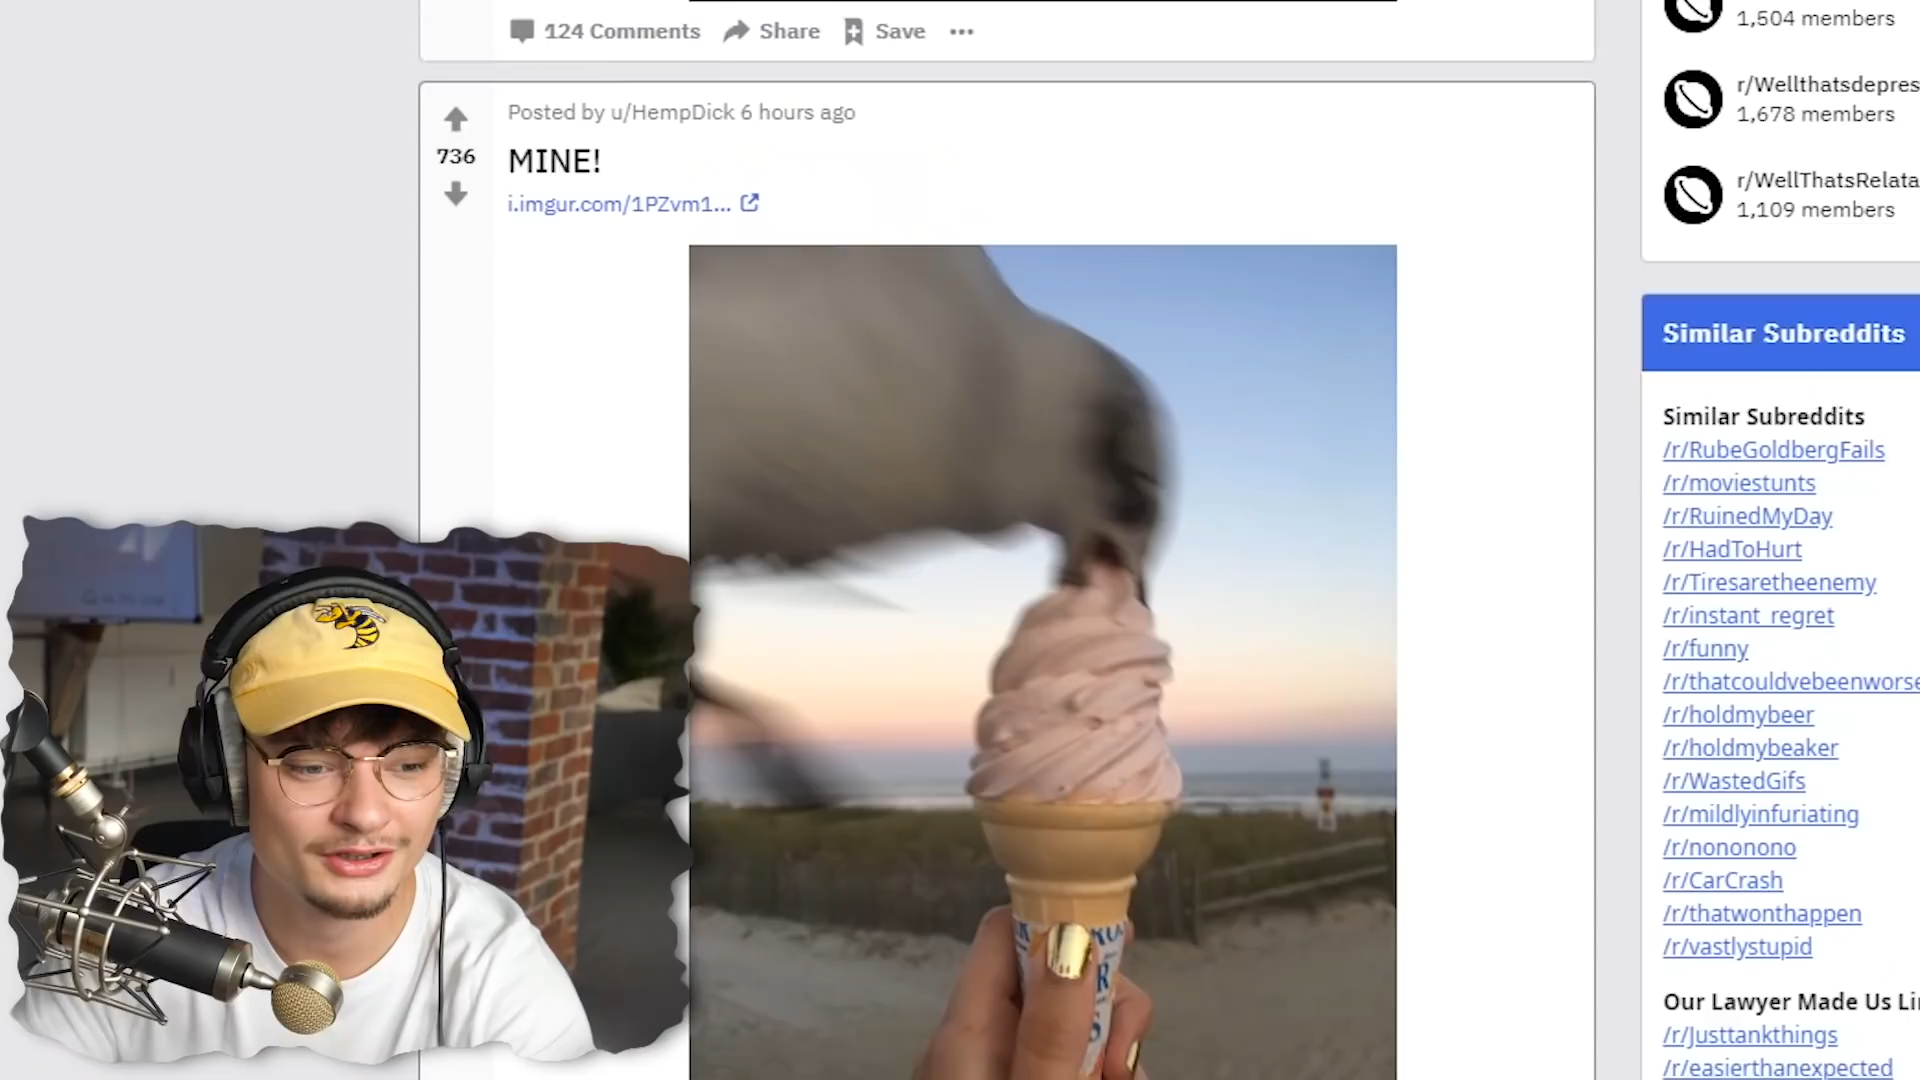 124 Comments Share Save
1,504 members
r/Wellthatsdepres
1,678 members
r/WellThatsRelata
1,109 members
Posted by u/HempDick 6 hours ago
736
MINE!
i.imgur.com/1PZvm1...
Similar Subreddits
Similar Subreddits
/r/RubeGoldbergFails
/r/moviestunts
/r/RuinedMyDay
/r/HadToHurt
/r/Tiresaretheenemy
/r/instant_regret
/r/funny
/r/thatcouldvebeenworse
/r/holdmybeer
/r/holdmybeaker
/r/WastedGifs
/r/mildlyinfuriating
/r/nononono
/r/CarCrash
/r/thatwonthappen
/r/vastlystupid
Our Lawyer Made Us Li
/r/Justtankthings
/r/easierthanexpected